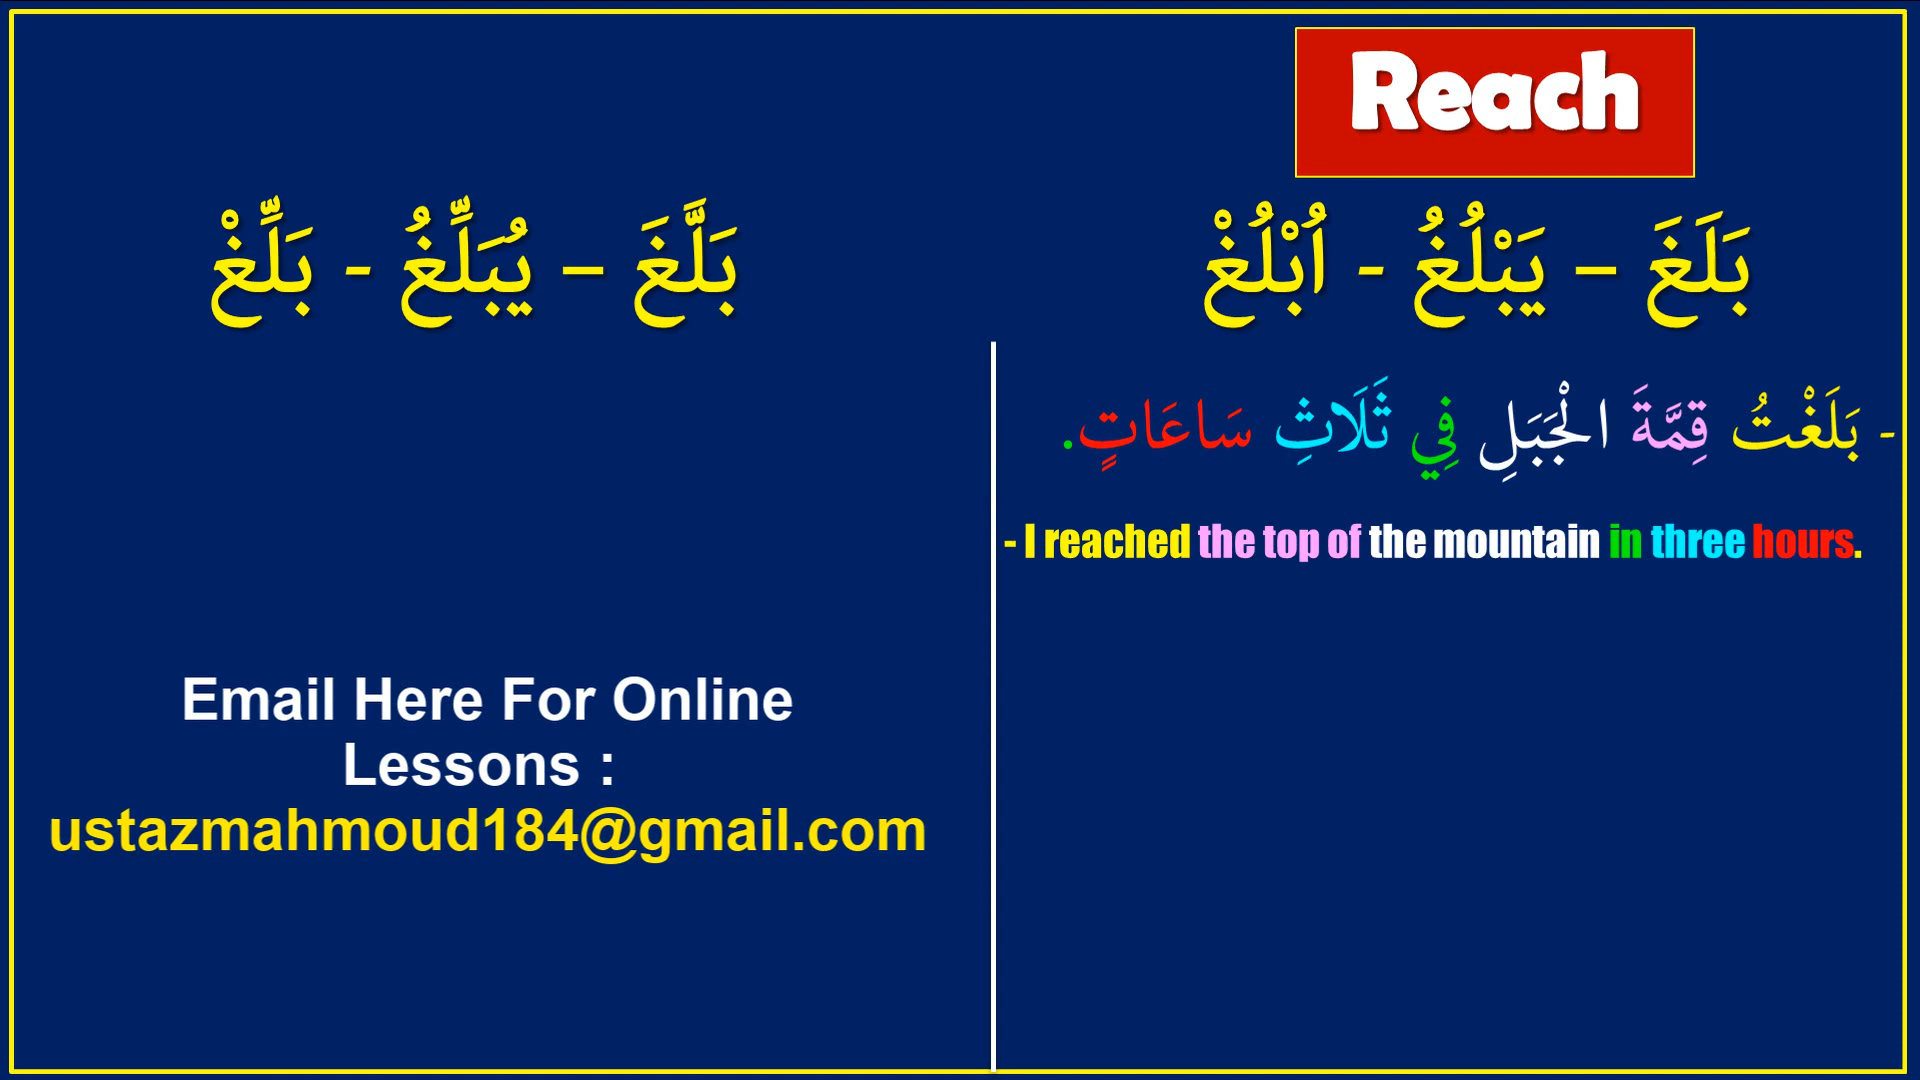 Reach
بَلَغَ – يَبْلُغُ - اُبْلُغْ
- بَلَغْتُ قِمَّةَ الْجَبَلِ فِي ثَلَاثِ سَاعَاتٍ.
- I reached the top of the mountain in three hours.
بَلَّغَ – يُبَلِّغُ - بَلِّغْ
Email Here For Online
Lessons :
ustazmahmoud184@gmail.com